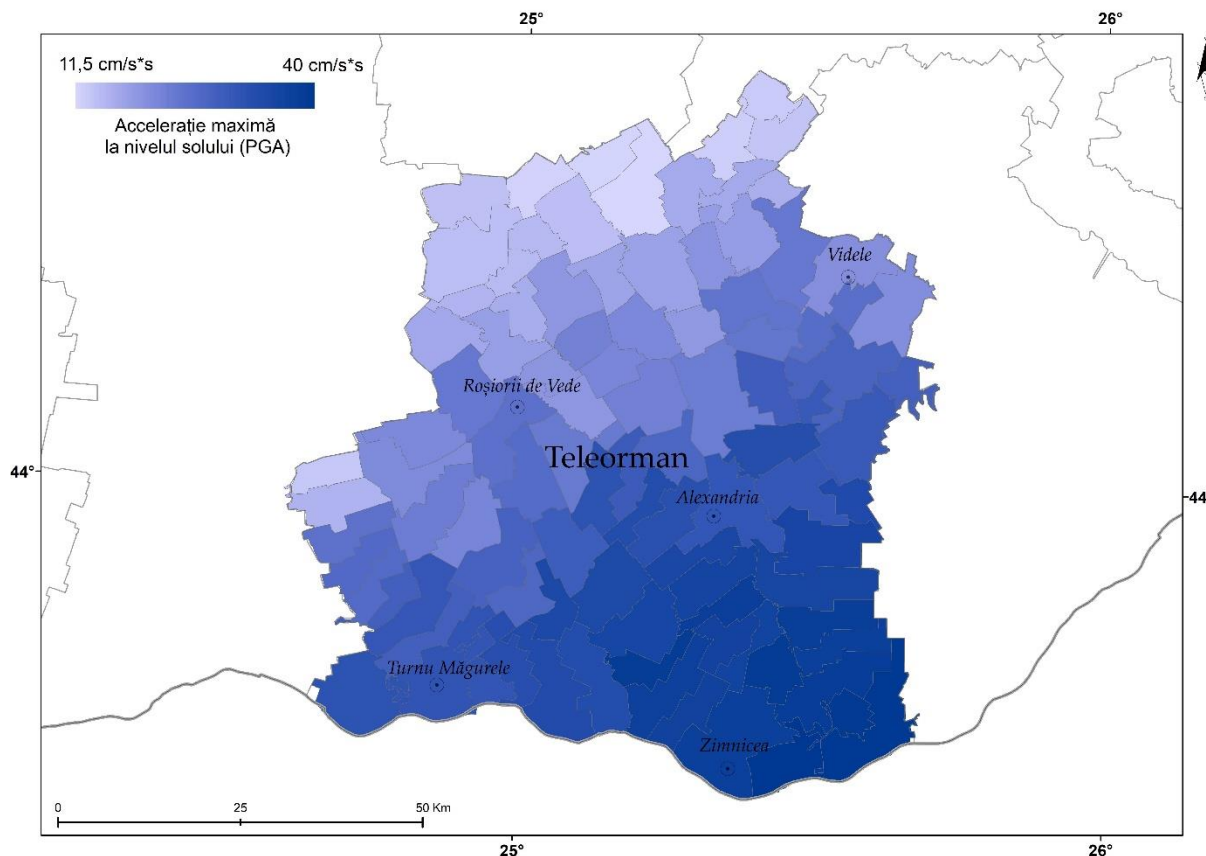 25°
26°
11,5 cm/s*s
40 cm/s*s
Accelerație maximă
la nivelul solului (PGA)
Videle
Roșiorii de Vede
Teleorman
44°
Alexandria
44
Turnu Măgurele
Zimnicea
0
25
50 Km
25°
26°